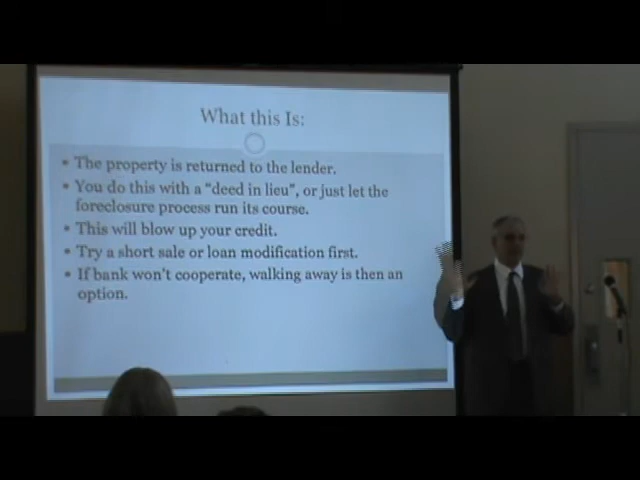 What this Is:
• The property is returned to the lender.
• You do this with a "deed in lieu", or just let the
foreclosure process run its course.
• This will blow up your credit.
• Try a short sale or loan modification first.
• If bank won't cooperate, walking away is then an
option.